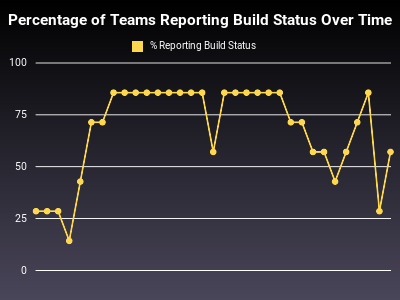 Percentage of Teams Reporting Build Status Over Time
% Reporting Build Status
100
75
50
25
0